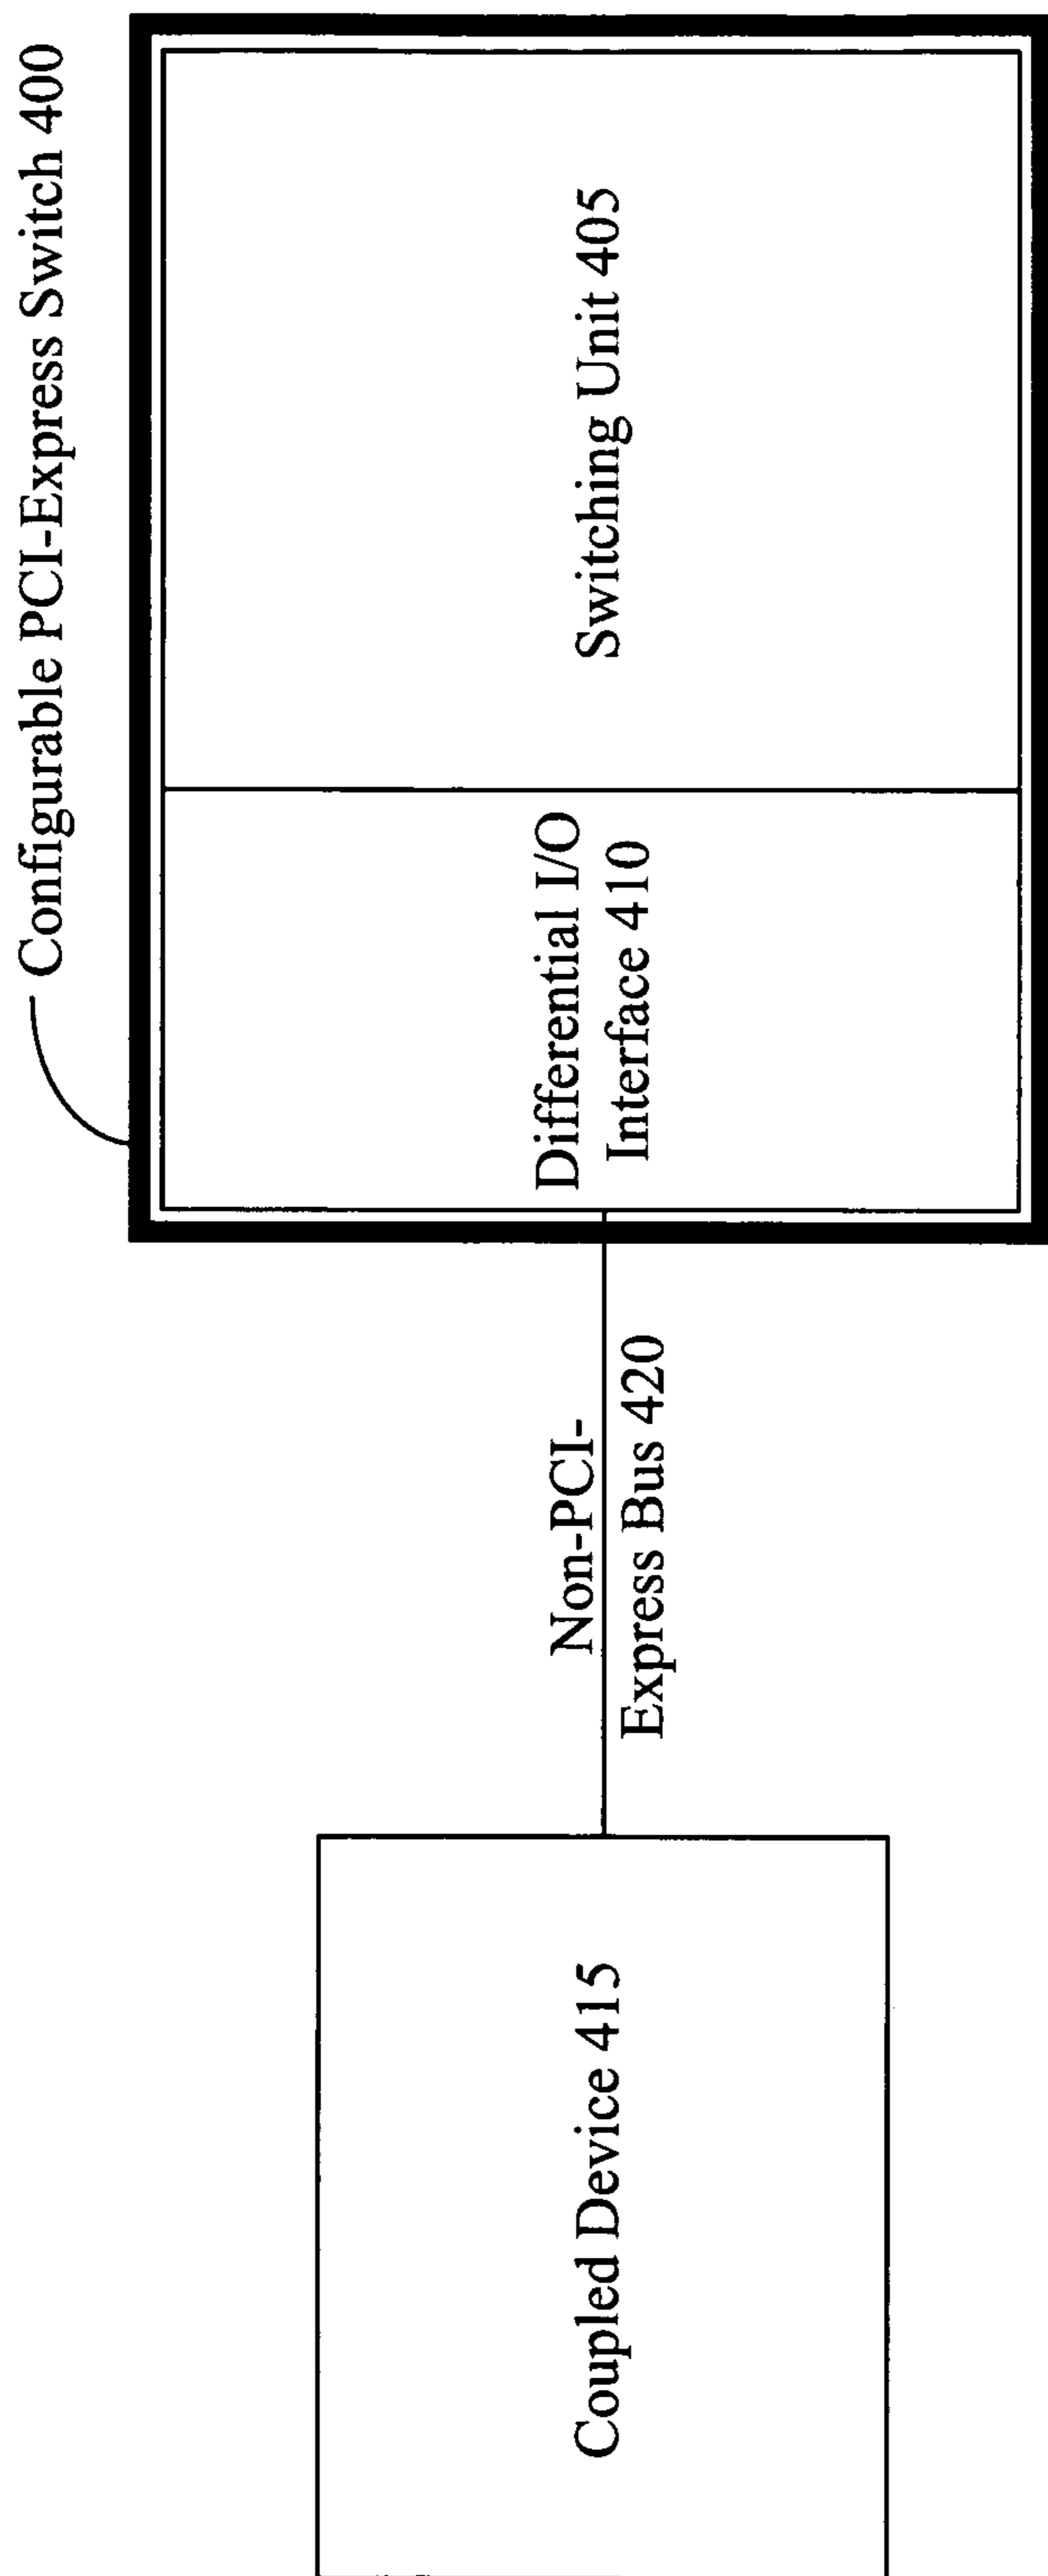 Configurable PCI-Express Switch 400
Coupled Device 415
Non-PCI-
Express Bus 420
Differential I/O
Interface 410
Switching Unit 405